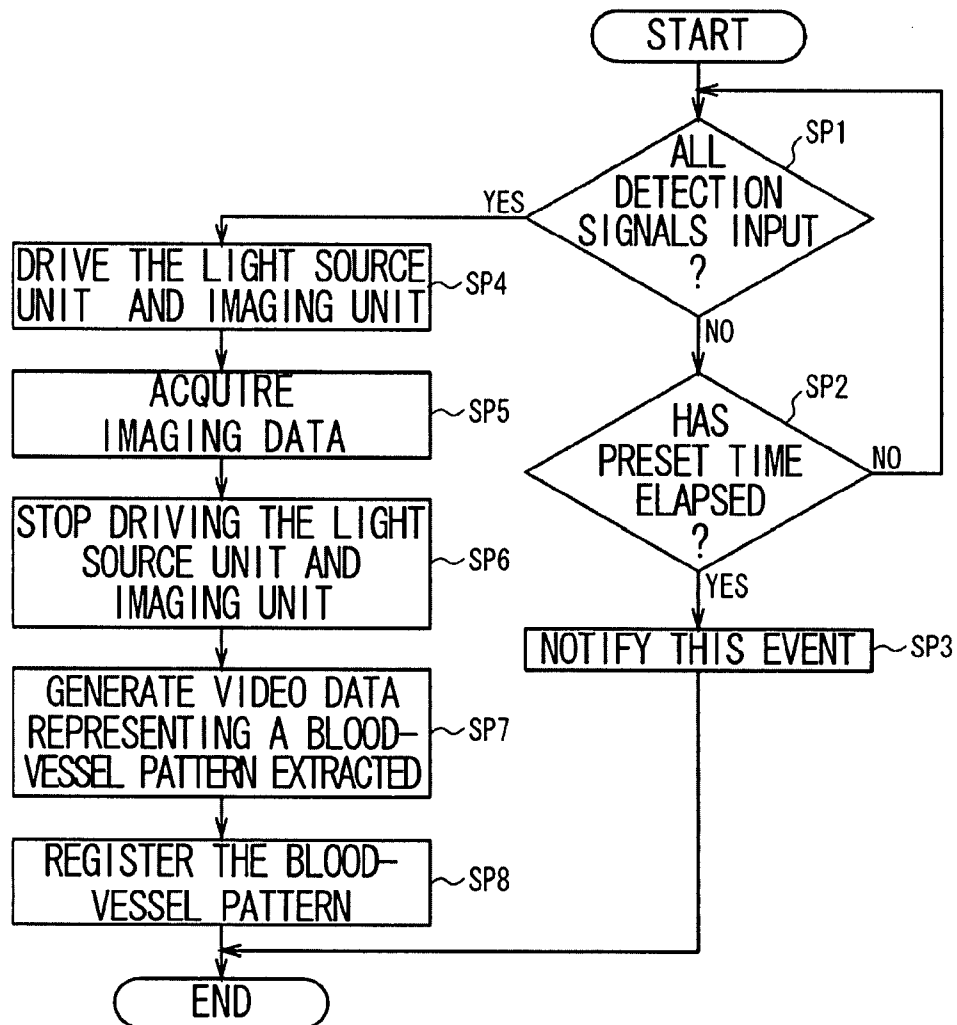 START
SP1
ALL
DETECTION
SIGNALS INPUT
?
YES
NO
DRIVE THE LIGHT SOURCE
UNIT AND IMAGING UNIT
SP4
ACQUTRE
IMAGING DATA
SP5
SP2
HAS
PRESET TIME
ELAPSED
?
NO
YES
STOP DRIVING THE LIGHT
SOURCE UNIT AND
IMAGING UNIT
SP6
NOTIFY THIS EVENT
SP3
GENERATE VIDEO DATA
REPRESENTING A BLOOD-
VESSEL PATTERN EXTRACTED
SP7
REGISTER THE BLOOD-
VESSEL PATTERN
SP8
END